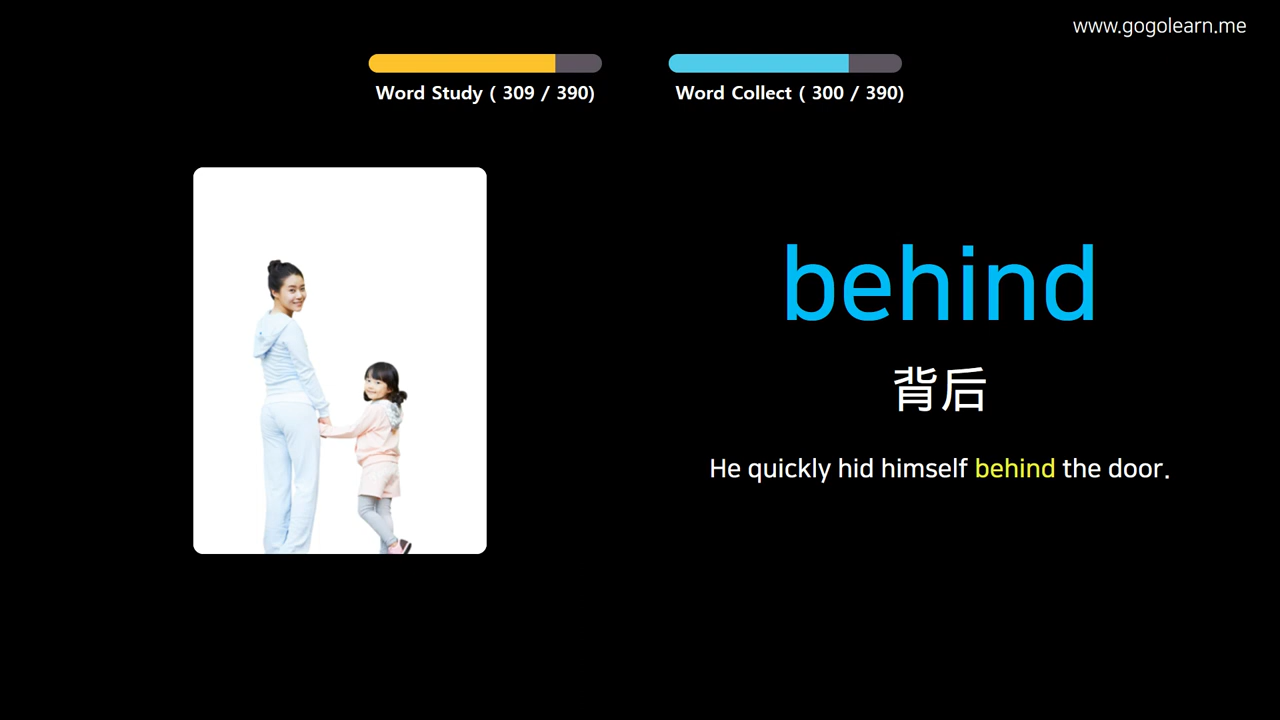 www.gogolearn.me
Word Study ( 309 / 390)
Word Collect ( 300 / 390)
behind
背后
He quickly hid himself behind the door.